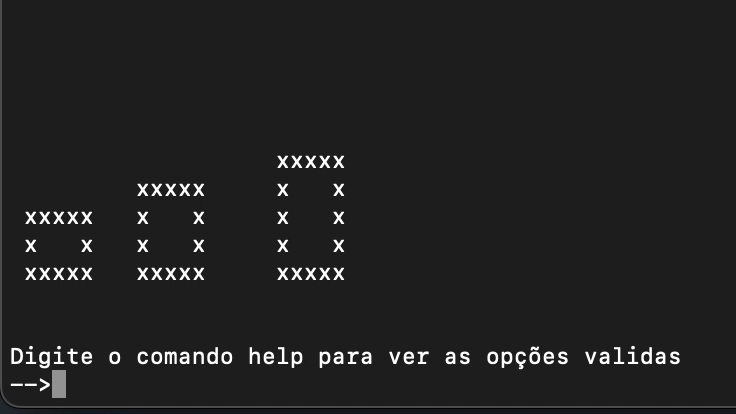 xxxxx
         xxxxx     x   x
 xxxxx   x   x     x   x
 x   x   x   x     x   x
 xxxxx   xxxxx     xxxxx
Digite o comando help para ver as opções validas
-->